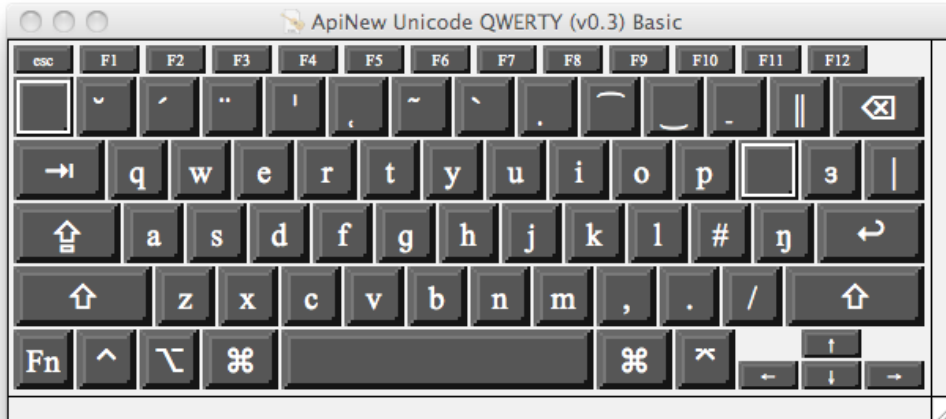 ApiNew Unicode QWERTY (v0.3) Basic
esc F1 F2 F3 F4 F5 F6 F7 F8 F9 F10 F11 F12
˘ ˊ ¨ ˈ ˛ ˜ ˋ . ⁀ ‿ - ‖ ⌫
⇥ q w e r t y u i o p ɜ |
⇪ a s d f g h j k l # ŋ ↩
⇧ z x c v b n m , . / ⇧
Fn ^ ⌥ ⌘ ⌘ ⌤ ← ↑ ↓ →